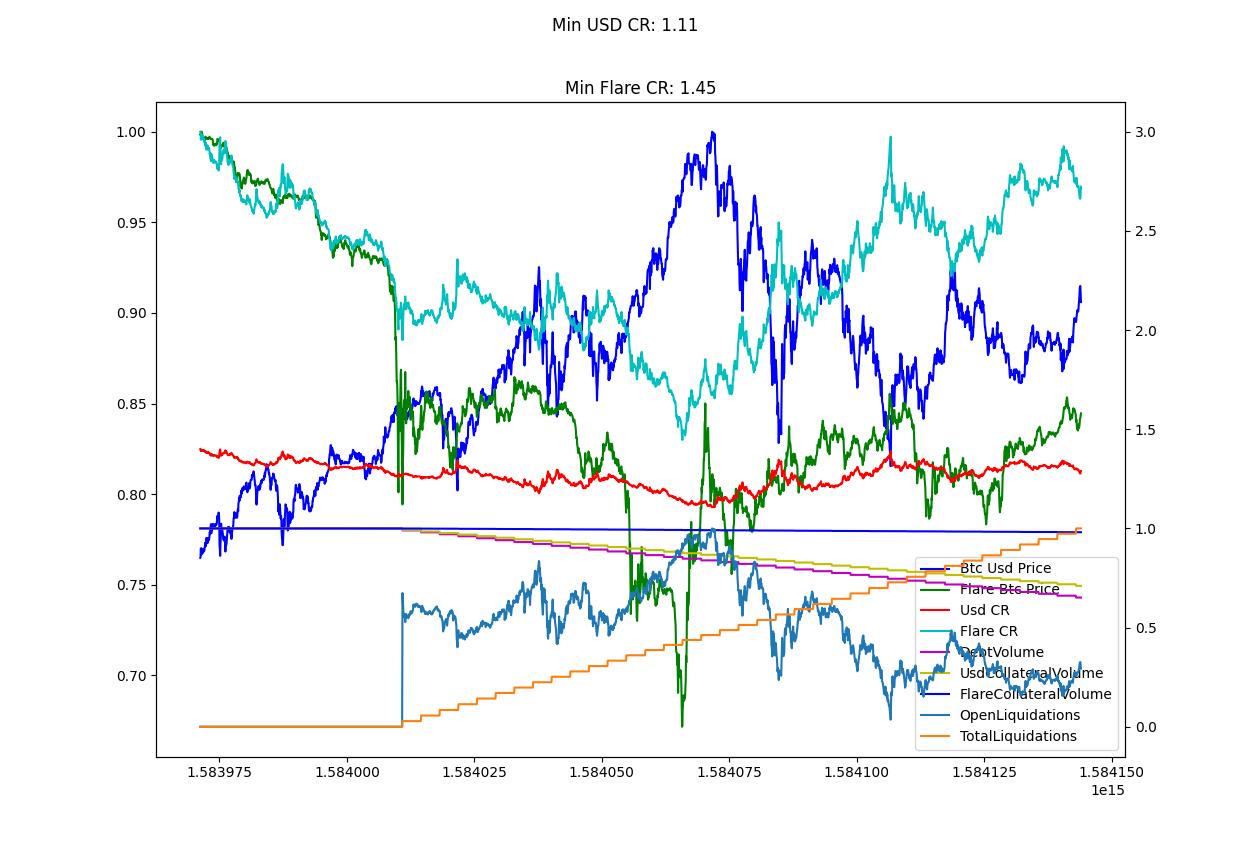 Min USD CR: 1.11
Min Flare CR: 1.45
1.00
0.95
0.90
0.85
0.80
0.75
0.70
3.0
2.5
2.0
1.5
1.0
0.5
0.0
Btc Usd Price
Flare Btc Price
Usd CR
Flare CR
DebtVolume
UsdCollateralVolume
FlareCollateralVolume
OpenLiquidations
TotalLiquidations
1.583975 1.584000 1.584025 1.584050 1.584075 1.584100 1.584125 1.584150
1e15